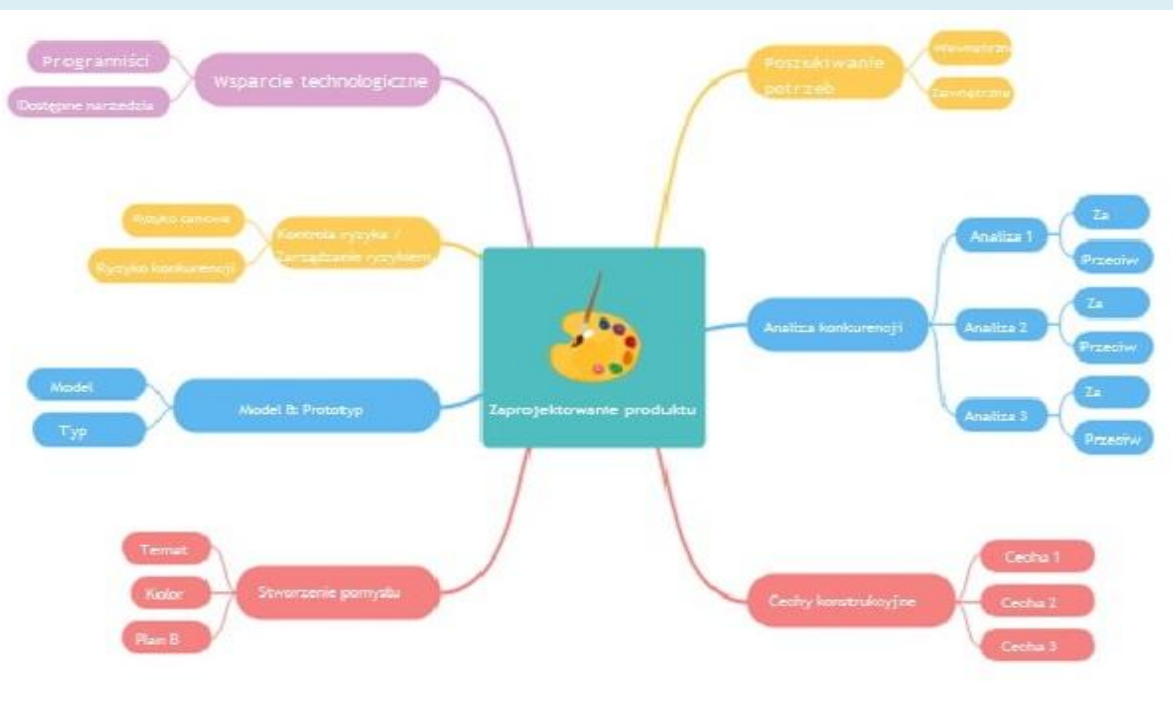 Programiści
Dostępne narzedzia
Wsparcie technologiczne
Poszukiwanie
potrzeb
Wewnętrzne
Zewnętrzne
Ryzyko cenowe
Ryzyko konkurencji
Kontrola ryzyka /
Zarządzanie ryzykiem
Model
Typ
Model & Prototyp
Zaprojektowanie produktu
Analiza konkurencji
Analiza 1
Za
Przeciw
Analiza 2
Za
Przeciw
Analiza 3
Za
Przeciw
Temat
Kolor
Plan B
Stworzenie pomysłu
Cechy konstrukcyjne
Cecha 1
Cecha 2
Cecha 3